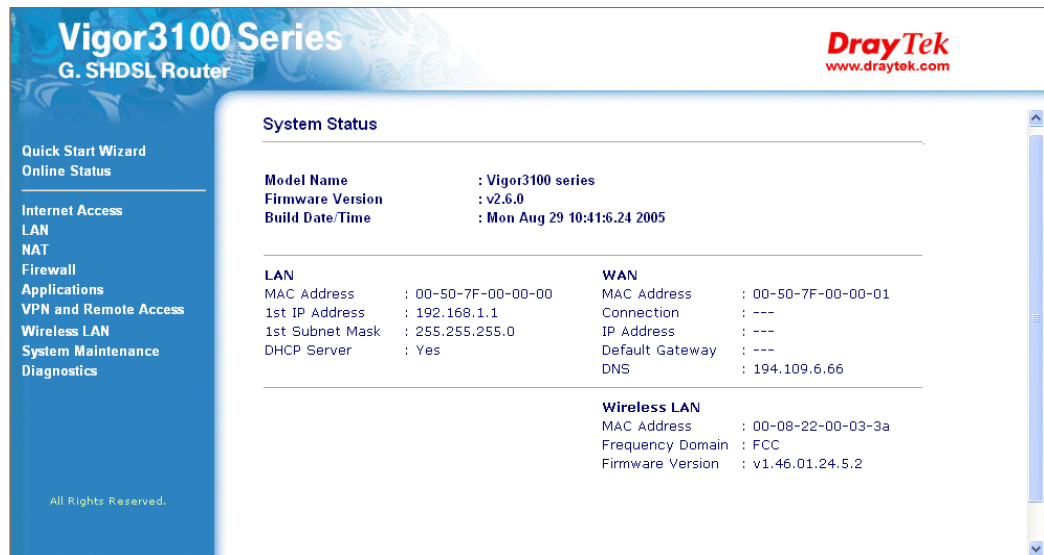 Vigor3100 Series
G. SHDSL Router
DrayTek
www.draytek.com
Quick Start Wizard
Online Status
Internet Access
LAN
NAT
Firewall
Applications
VPN and Remote Access
Wireless LAN
System Maintenance
Diagnostics
All Rights Reserved.
System Status
Model Name : Vigor3100 series
Firmware Version : v2.6.0
Build Date/Time : Mon Aug 29 10:41:6.24 2005
LAN
MAC Address : 00-50-7F-00-00-00
1st IP Address : 192.168.1.1
1st Subnet Mask : 255.255.255.0
DHCP Server : Yes
WAN
MAC Address : 00-50-7F-00-00-01
Connection : ---
IP Address : ---
Default Gateway : ---
DNS : 194.109.6.66
Wireless LAN
MAC Address : 00-08-22-00-03-3a
Frequency Domain : FCC
Firmware Version : v1.46.01.24.5.2